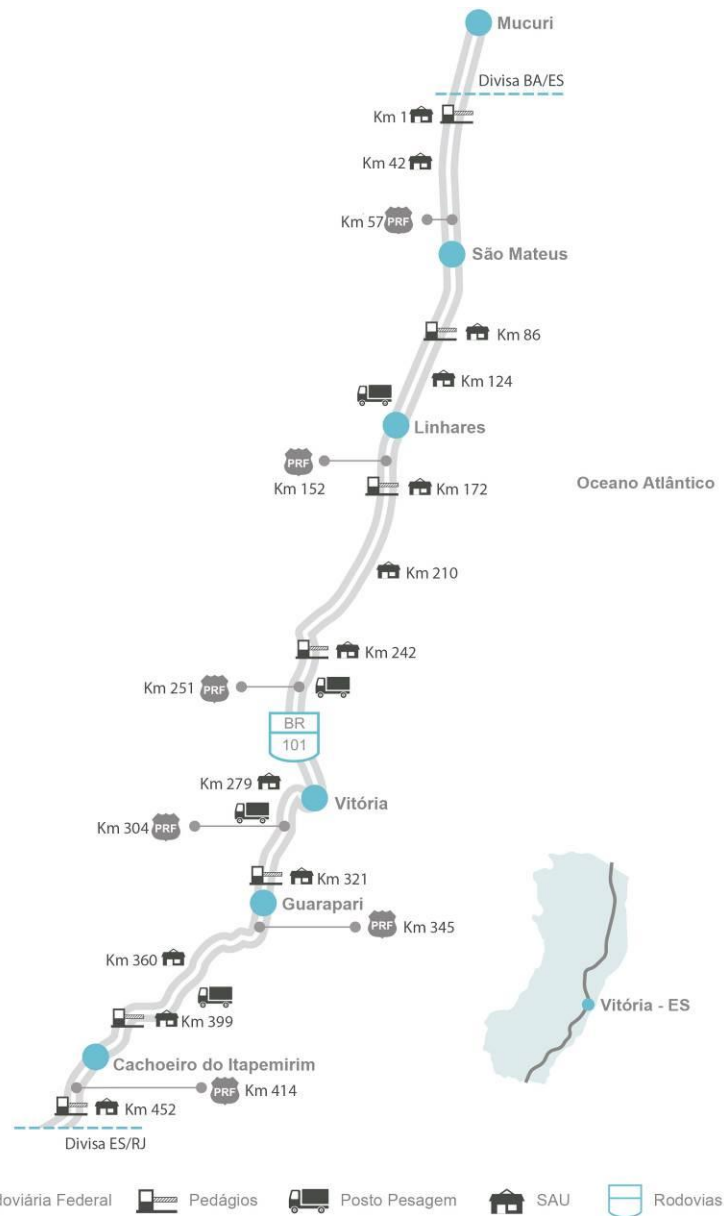 Mucuri
Divisa BA/ES
Km 1
Km 42
Km 57 PRF
São Mateus
Km 86
Km 124
Linhares
PRF
Km 152
Km 172
Oceano Atlântico
Km 210
Km 242
Km 251 PRF
BR
101
Km 279
Vitória
Km 304 PRF
Km 321
Guarapari
PRF Km 345
Km 360
Km 399
Vitória - ES
Cachoeiro do Itapemirim
PRF Km 414
Km 452
Divisa ES/RJ
doviária Federal Pedágios Posto Pesagem SAU Rodovias